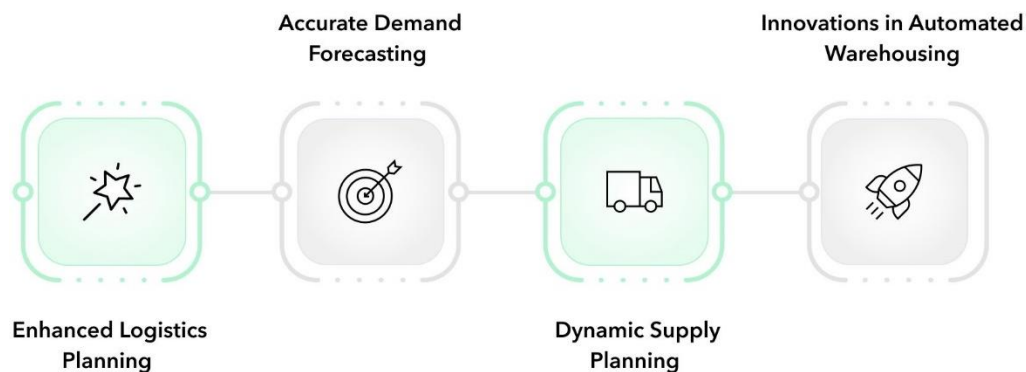 Accurate Demand
Forecasting
Innovations in Automated
Warehousing
Enhanced Logistics
Planning
Dynamic Supply
Planning